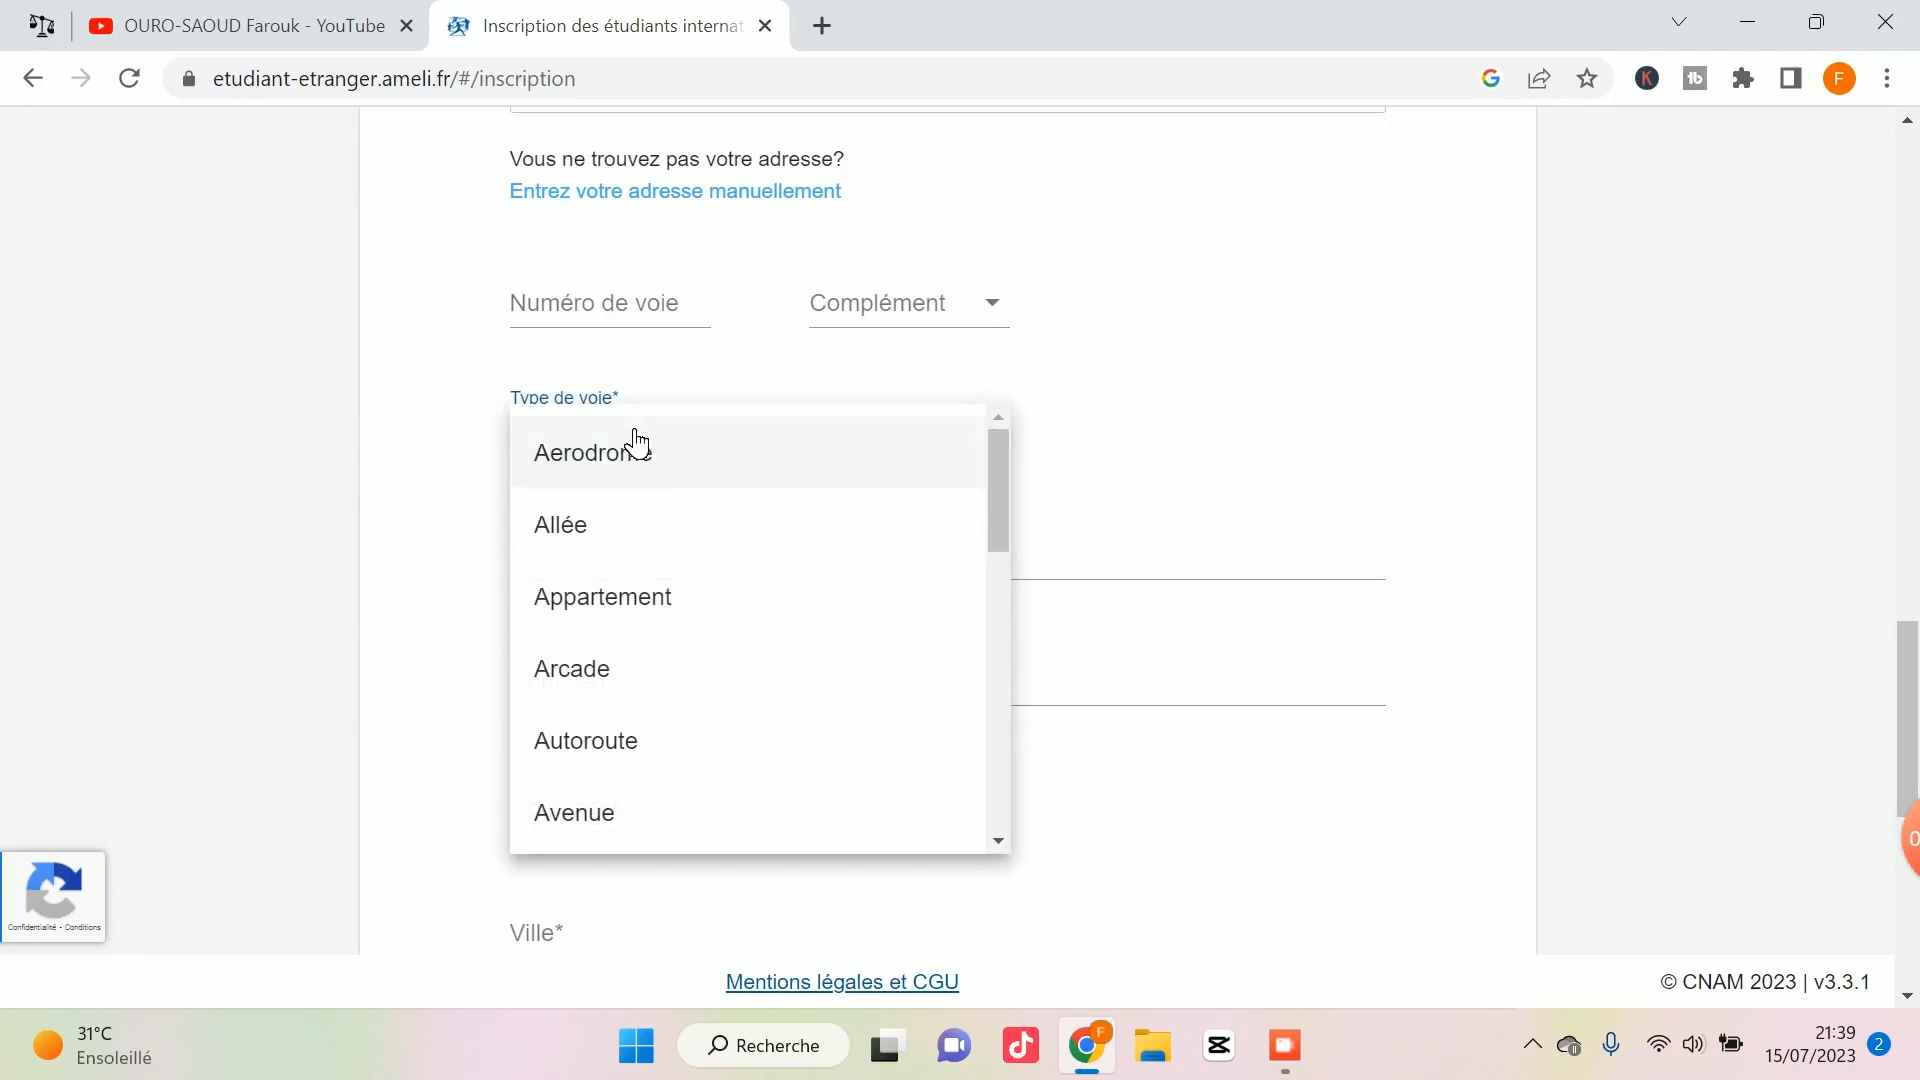 OURO-SAOUD Farouk - YouTube
Inscription des étudiants internat
etudiant-etranger.ameli.fr/#/inscription
Vous ne trouvez pas votre adresse?
Entrez votre adresse manuellement
Numéro de voie
Complément
Type de voie*
Aerodrome
Allée
Appartement
Arcade
Autoroute
Avenue
Ville*
Confidentialité - Conditions
Mentions légales et CGU
© CNAM 2023 | v3.3.1
31°C
Ensoleillé
Recherche
21:39
15/07/2023
2